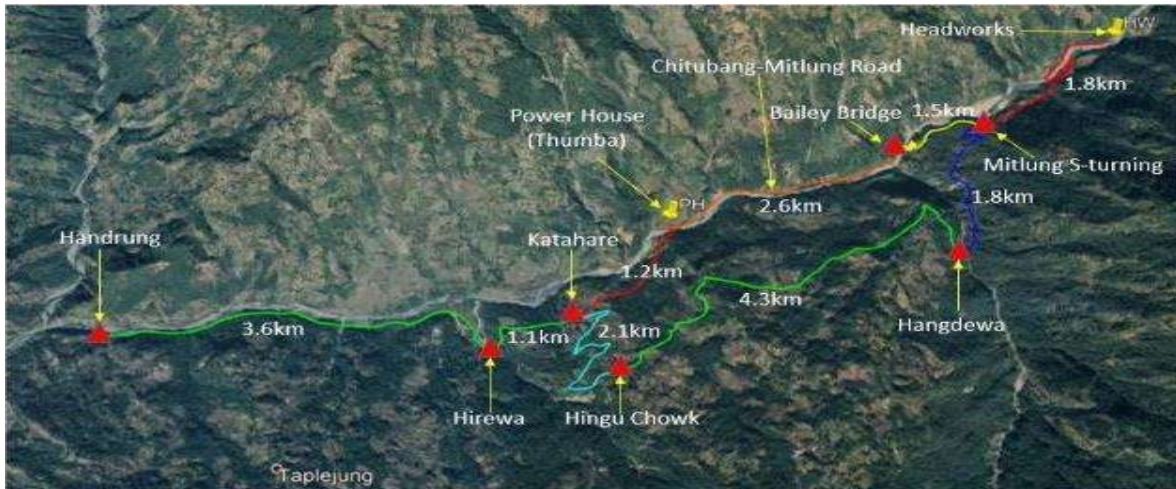 HW
Headworks
Chitubang-Mitlung Road
1.8km
Bailey Bridge
1.5km
Power House
(Thumba)
Mitlung S-turning
1.8km
2.6km
PH
Handrung
Katahare
1.2km
4.3km
Hangdewa
3.6km
1.1km
2.1km
Hirewa
Hingu Chowk
Taplejung